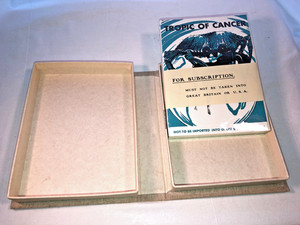 TROPIC OF CANCER
FOR SUBSCRIPTION.
MUST NOT BE TAKEN INTO
GREAT BRITAIN OR U.S.A.
NOT TO BE IMPORTED INTO